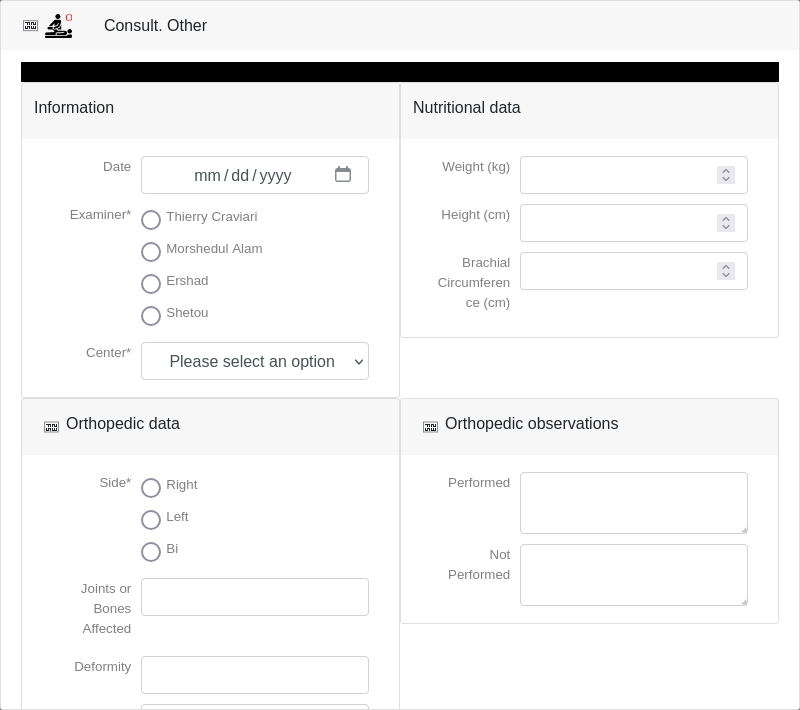 Consult. Other
Information
Date
mm/dd/yyyy
Examiner*
Thierry Craviari
Morshedul Alam
Ershad
Shetou
Center*
Please select an option
Nutritional data
Weight (kg)
Height (cm)
Brachial
Circumferen
ce (cm)
Orthopedic data
Side*
Right
Left
Bi
Joints or
Bones
Affected
Deformity
Orthopedic observations
Performed
Not
Performed